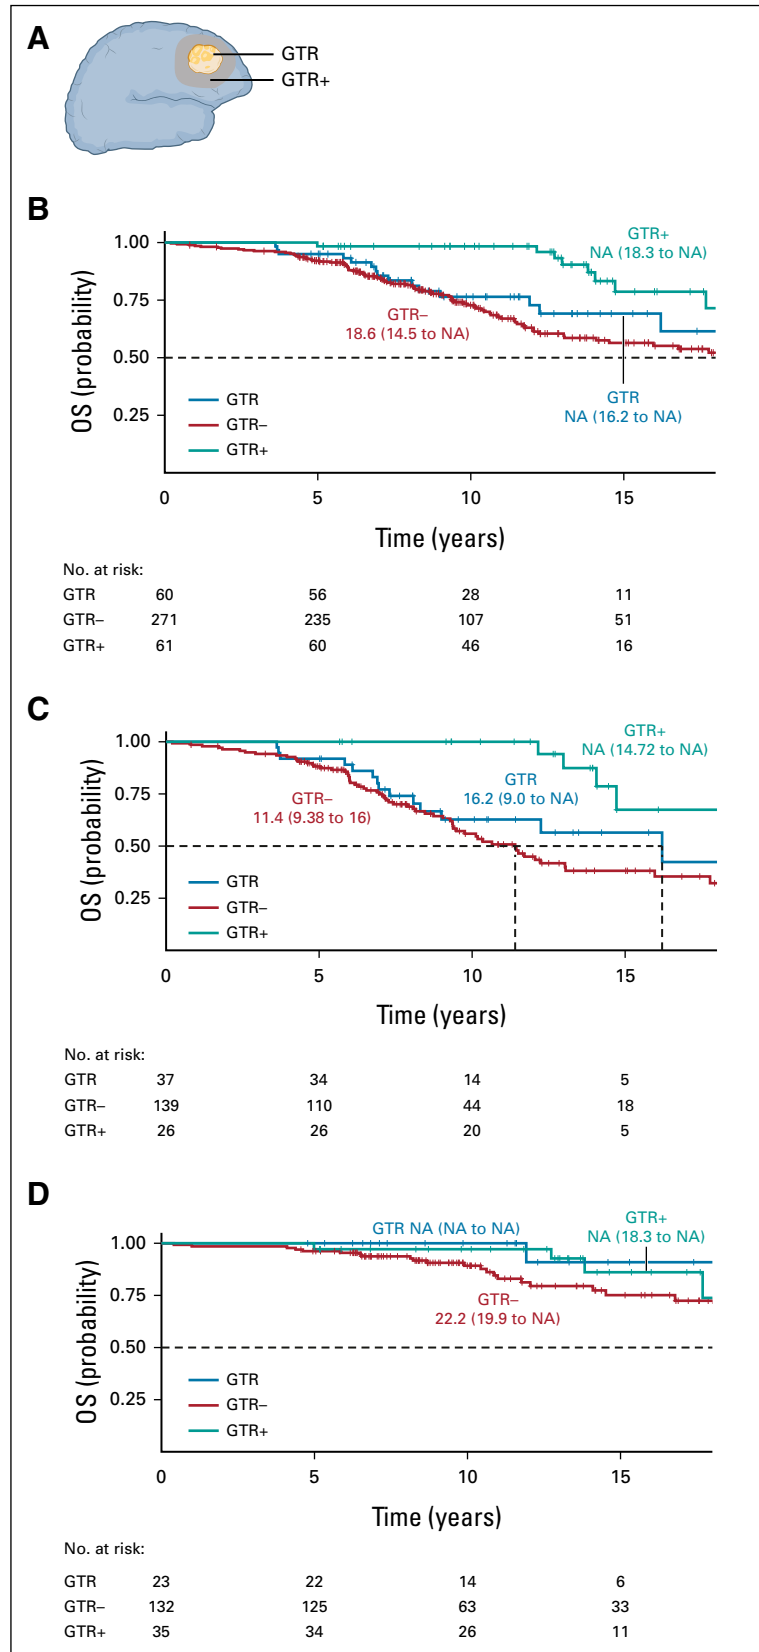 A
GTR
GTR+
B
OS (probability)
1.00
0.75
0.50
0.25
GTR+
NA (18.3 to NA)
GTR–
18.6 (14.5 to NA)
GTR
NA (16.2 to NA)
GTR
GTR–
GTR+
0 5 10 15
Time (years)
No. at risk:
GTR 60 56 28 11
GTR– 271 235 107 51
GTR+ 61 60 46 16
C
OS (probability)
1.00
0.75
0.50
0.25
GTR+
NA (14.72 to NA)
GTR
16.2 (9.0 to NA)
GTR–
11.4 (9.38 to 16)
GTR
GTR–
GTR+
0 5 10 15
Time (years)
No. at risk:
GTR 37 34 14 5
GTR– 139 110 44 18
GTR+ 26 26 20 5
D
OS (probability)
1.00
0.75
0.50
0.25
GTR NA (NA to NA)
GTR+
NA (18.3 to NA)
GTR–
22.2 (19.9 to NA)
GTR
GTR–
GTR+
0 5 10 15
Time (years)
No. at risk:
GTR 23 22 14 6
GTR– 132 125 63 33
GTR+ 35 34 26 11